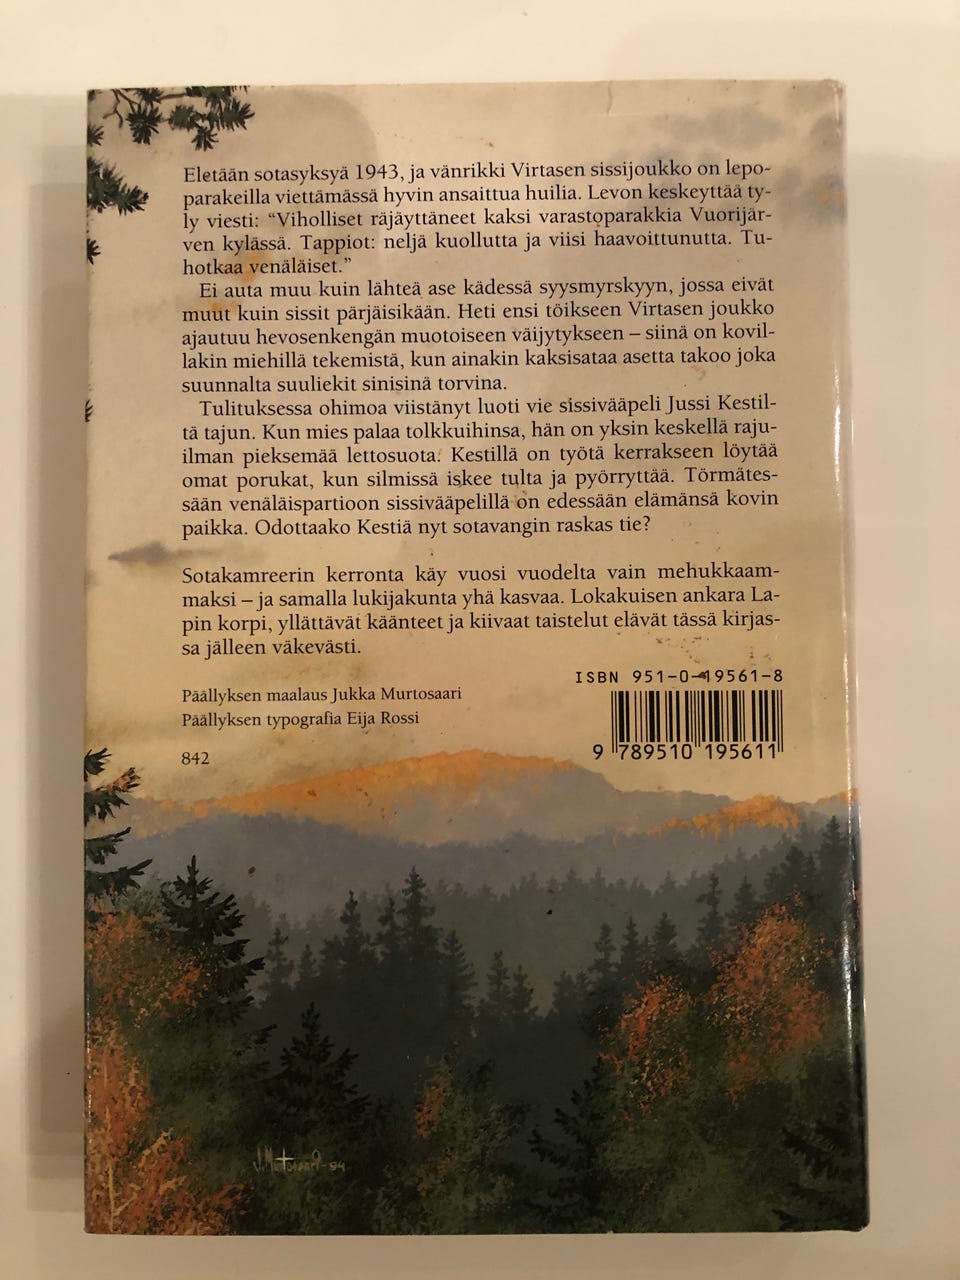 Eletään sotasyksyä 1943, ja vänrikki Virtasen sissijoukko on lepo-
parakeilla viettämässä hyvin ansaittua huilia. Levon keskeyttää ty-
ly viesti: “Viholliset räjäyttäneet kaksi varastoparakkia Vuorijär-
ven kylässä. Tappiot: neljä kuollutta ja viisi haavoittunutta. Tu-
hotkaa venäläiset.”
Ei auta muu kuin lähteä ase kädessä syysmyrskyyn, jossa eivät
muut kuin sissit pärjäisikään. Heti ensi töikseen Virtasen joukko
ajautuu hevosenkengän muotoiseen väijytykseen – siinä on kovil-
lakin miehillä tekemistä, kun ainakin kaksisataa asetta takoo joka
suunnalta suuliekit sinisinä torvina.
Tulituksessa ohimoa viistänyt luoti vie sissivääpeli Jussi Kestil-
tä tajun. Kun mies palaa tolkkuihinsa, hän on yksin keskellä raju-
ilman pieksemää lettosuota. Kestillä on työtä kerrakseen löytää
omat porukat, kun silmissä iskee tulta ja pyörryttää. Törmätes-
sään venäläispartioon sissivääpelillä on edessään elämänsä kovin
paikka. Odottaako Kestiä nyt sotavangin raskas tie?
Sotakamreerin kerronta käy vuosi vuodelta vain mehukkaam-
maksi – ja samalla lukijakunta yhä kasvaa. Lokakuisen ankara La-
pin korpi, yllättävät käänteet ja kiivaat taistelut elävät tässä kirjas-
sa jälleen väkevästi.
ISBN 951-0-19561-8
Päällyksen maalaus Jukka Murtosaari
Päällyksen typografia Eija Rossi
9 789510 195611
842
J. Murtosaari -94